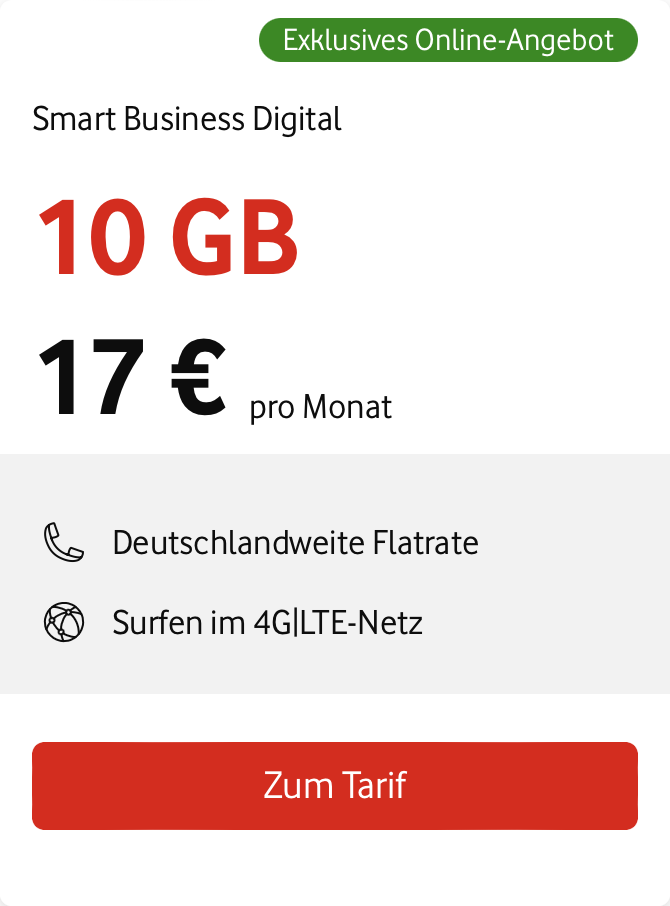 Exklusives Online-Angebot
Smart Business Digital
10 GB
17 € pro Monat
Deutschlandweite Flatrate
Surfen im 4G|LTE-Netz
Zum Tarif